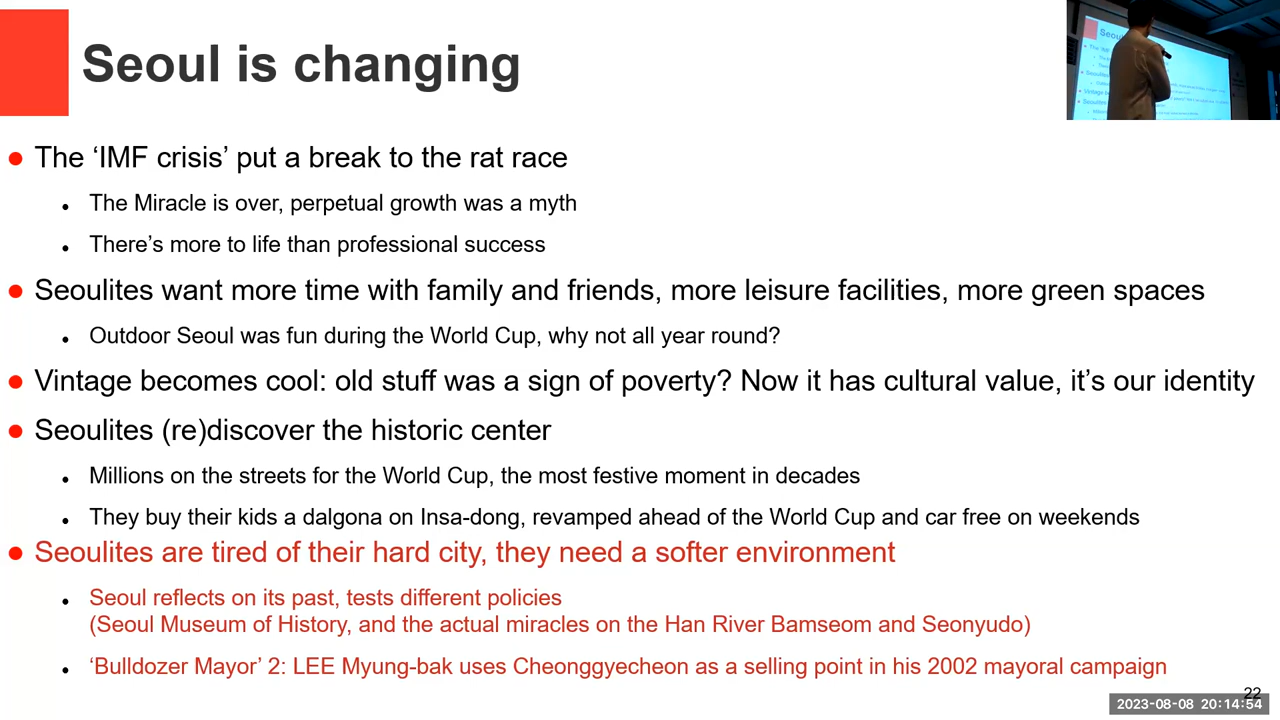 Seoul is changing
The ‘IMF crisis’ put a break to the rat race
The Miracle is over, perpetual growth was a myth
There’s more to life than professional success
Seoulites want more time with family and friends, more leisure facilities, more green spaces
Outdoor Seoul was fun during the World Cup, why not all year round?
Vintage becomes cool: old stuff was a sign of poverty? Now it has cultural value, it’s our identity
Seoulites (re)discover the historic center
Millions on the streets for the World Cup, the most festive moment in decades
They buy their kids a dalgona on Insa-dong, revamped ahead of the World Cup and car free on weekends
Seoulites are tired of their hard city, they need a softer environment
Seoul reflects on its past, tests different policies
(Seoul Museum of History, and the actual miracles on the Han River Bamseom and Seonyudo)
‘Bulldozer Mayor’ 2: LEE Myung-bak uses Cheonggyecheon as a selling point in his 2002 mayoral campaign
22
2023-08-08 20:14:54